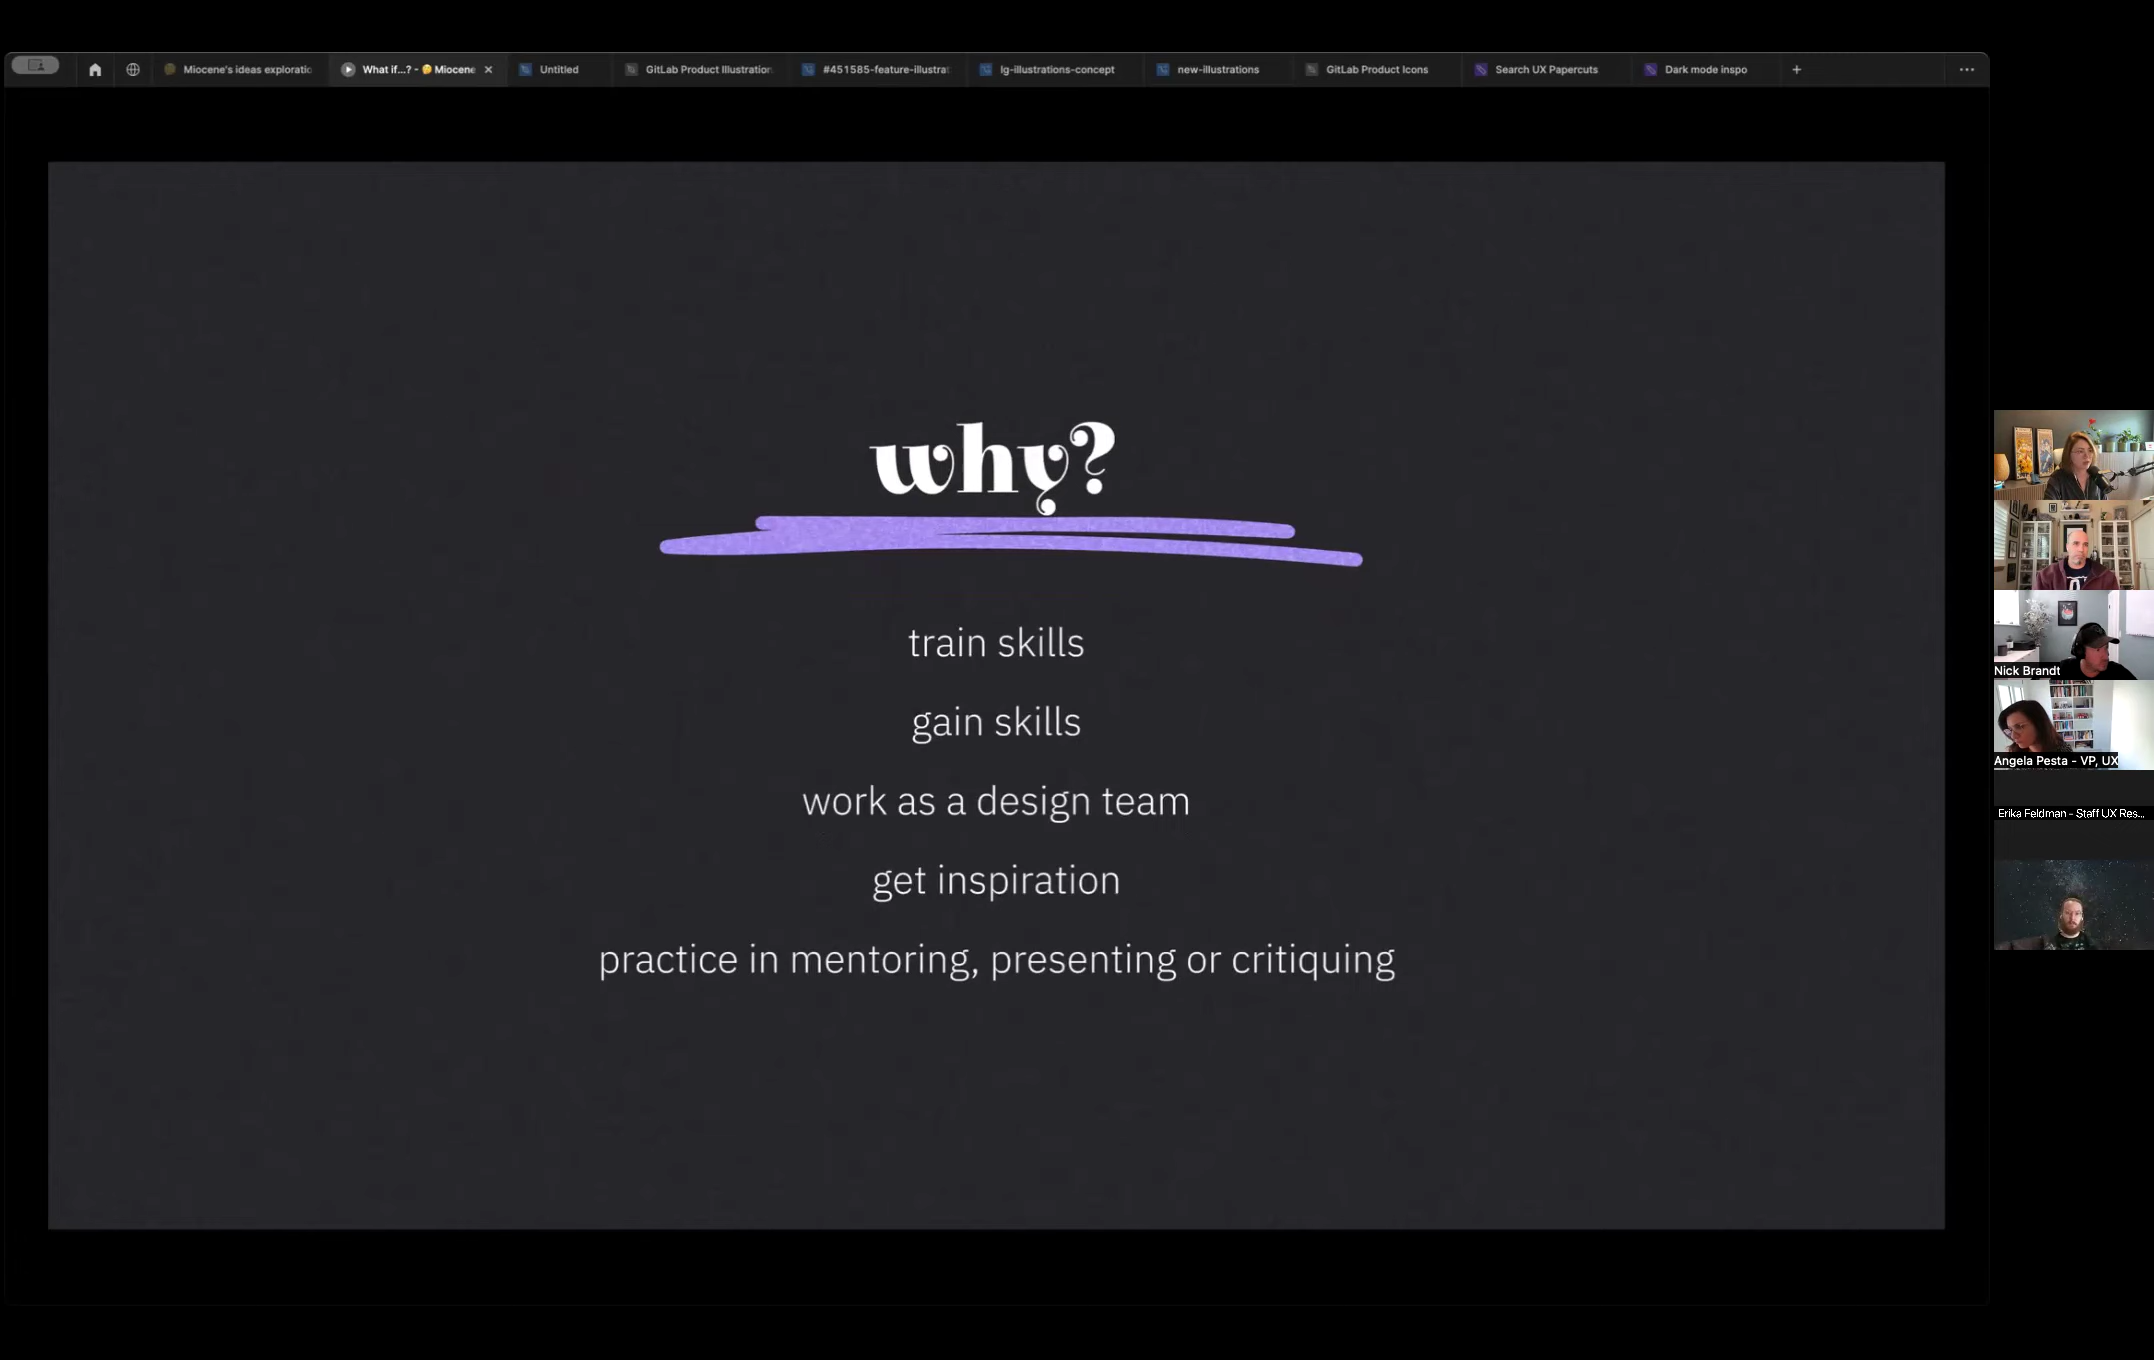 Miocene's ideas exploratio
What if...? - 🤔 Miocene
Untitled
GitLab Product Illustration
#451585-feature-illustrat
lg-illustrations-concept
new-illustrations
GitLab Product Icons
Search UX Papercuts
Dark mode inspo
why?
train skills
gain skills
work as a design team
get inspiration
practice in mentoring, presenting or critiquing
Nick Brandt
Angela Pesta - VP, UX
Erika Feldman - Staff UX Res...